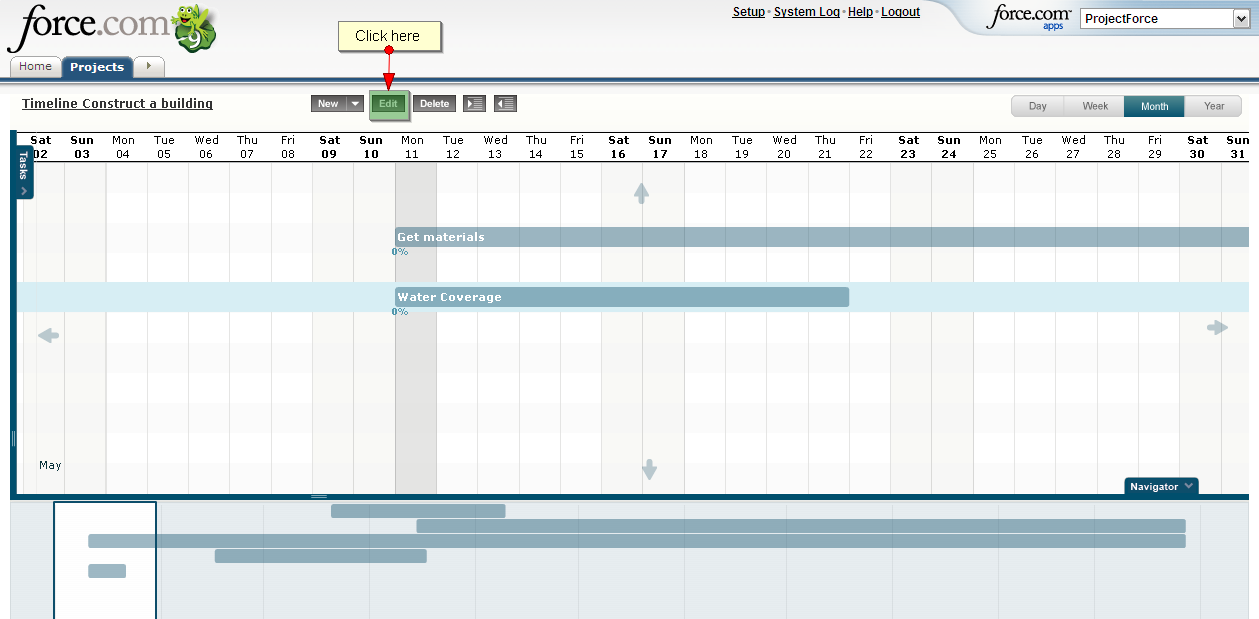 force.com
9
Click here
Setup System Log Help Logout
force.com
apps
ProjectForce
Home
Projects
Timeline Construct a building
New
Edit
Delete
Day Week Month Year
Sat Sun Mon Tue Wed Thu Fri Sat Sun Mon Tue Wed Thu Fri Sat Sun Mon Tue Wed Thu Fri Sat Sun Mon Tue Wed Thu Fri Sat Sun
02 03 04 05 06 07 08 09 10 11 12 13 14 15 16 17 18 19 20 21 22 23 24 25 26 27 28 29 30 31
Tasks
Get materials
0%
Water Coverage
0%
May
Navigator